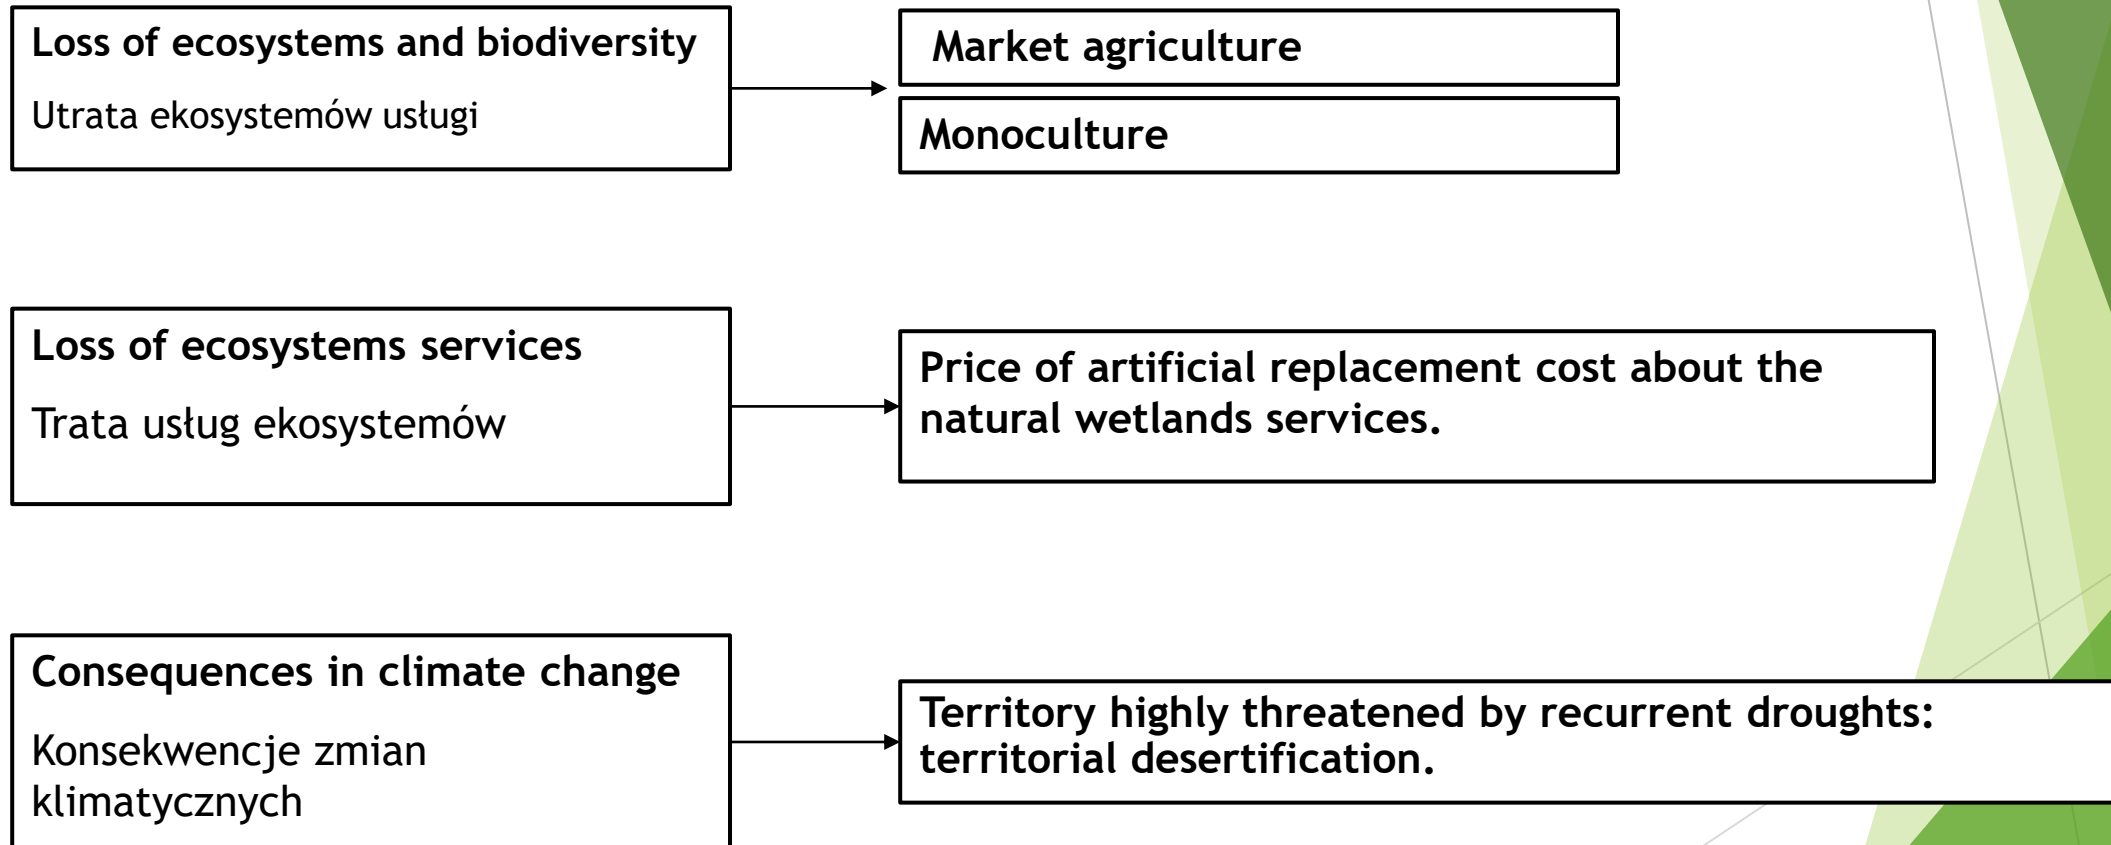 Loss of ecosystems and biodiversity
Utrata ekosystemów usługi
Market agriculture
Monoculture
Loss of ecosystems services
Trata usług ekosystemów
Price of artificial replacement cost about the
natural wetlands services.
Consequences in climate change
Konsekwencje zmian
klimatycznych
Territory highly threatened by recurrent droughts:
territorial desertification.